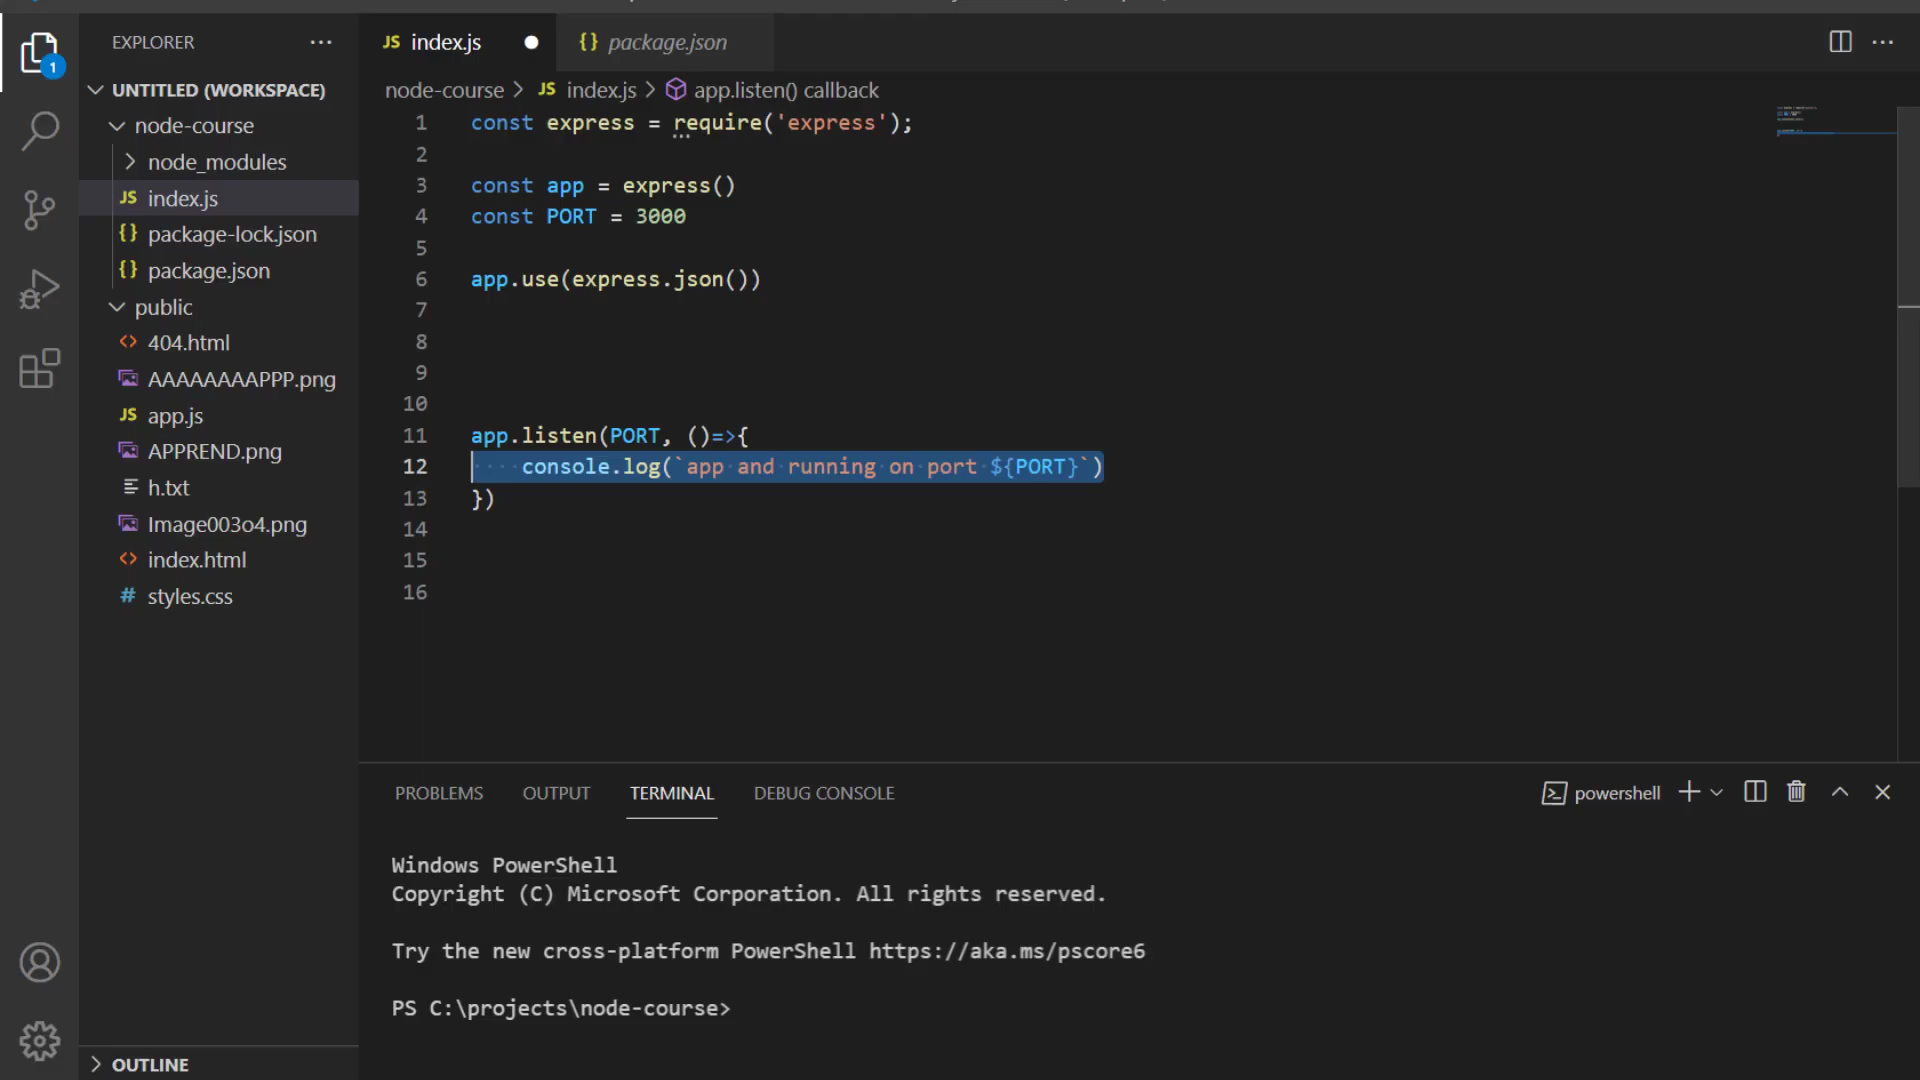 EXPLORER
1
UNTITLED (WORKSPACE)
node-course
node_modules
JS index.js
{} package-lock.json
{} package.json
public
<> 404.html
AAAAAAAAPPP.png
JS app.js
APPREND.png
h.txt
Image003o4.png
<> index.html
# styles.css
OUTLINE
JS index.js
{} package.json
node-course > JS index.js > app.listen() callback
1 const express = require('express');
2
3 const app = express()
4 const PORT = 3000
5
6 app.use(express.json())
7
8
9
10
11 app.listen(PORT, ()=>{
12 console.log(`app and running on port ${PORT}`)
13 })
14
15
16
PROBLEMS OUTPUT TERMINAL DEBUG CONSOLE
powershell
Windows PowerShell
Copyright (C) Microsoft Corporation. All rights reserved.
Try the new cross-platform PowerShell https://aka.ms/pscore6
PS C:\projects\node-course>